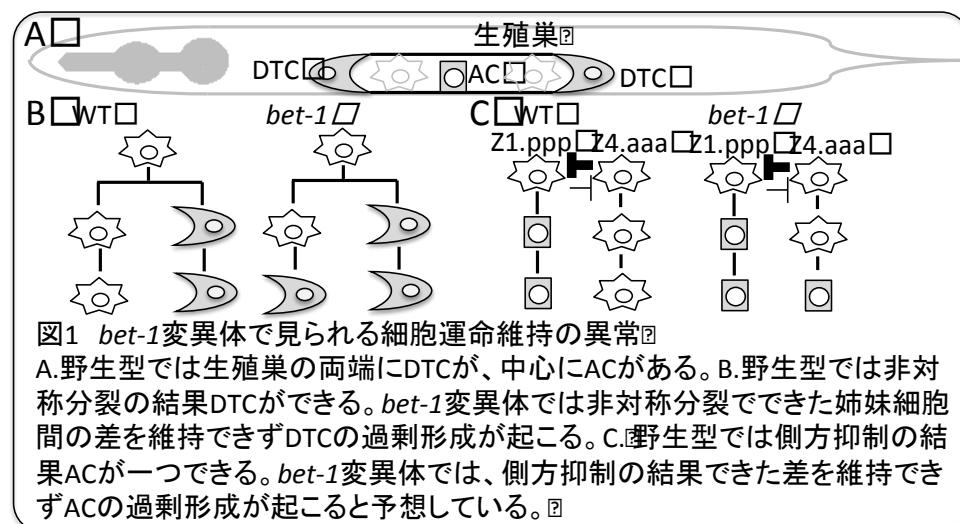 A□ 生殖巣⍰
DTC□ AC□ DTC□
B□ WT□ bet-1□ C□ WT□ bet-1□
Z1.ppp□ Z4.aaa□ Z1.ppp□ Z4.aaa□
図1 bet-1変異体で見られる細胞運命維持の異常⍰
A.野生型では生殖巣の両端にDTCが、中心にACがある。B.野生型では非対
称分裂の結果DTCができる。bet-1変異体では非対称分裂でできた姉妹細胞
間の差を維持できずDTCの過剰形成が起こる。C.⍰野生型では側方抑制の結
果ACが一つできる。bet-1変異体では、側方抑制の結果できた差を維持でき
ずACの過剰形成が起こると予想している。⍰